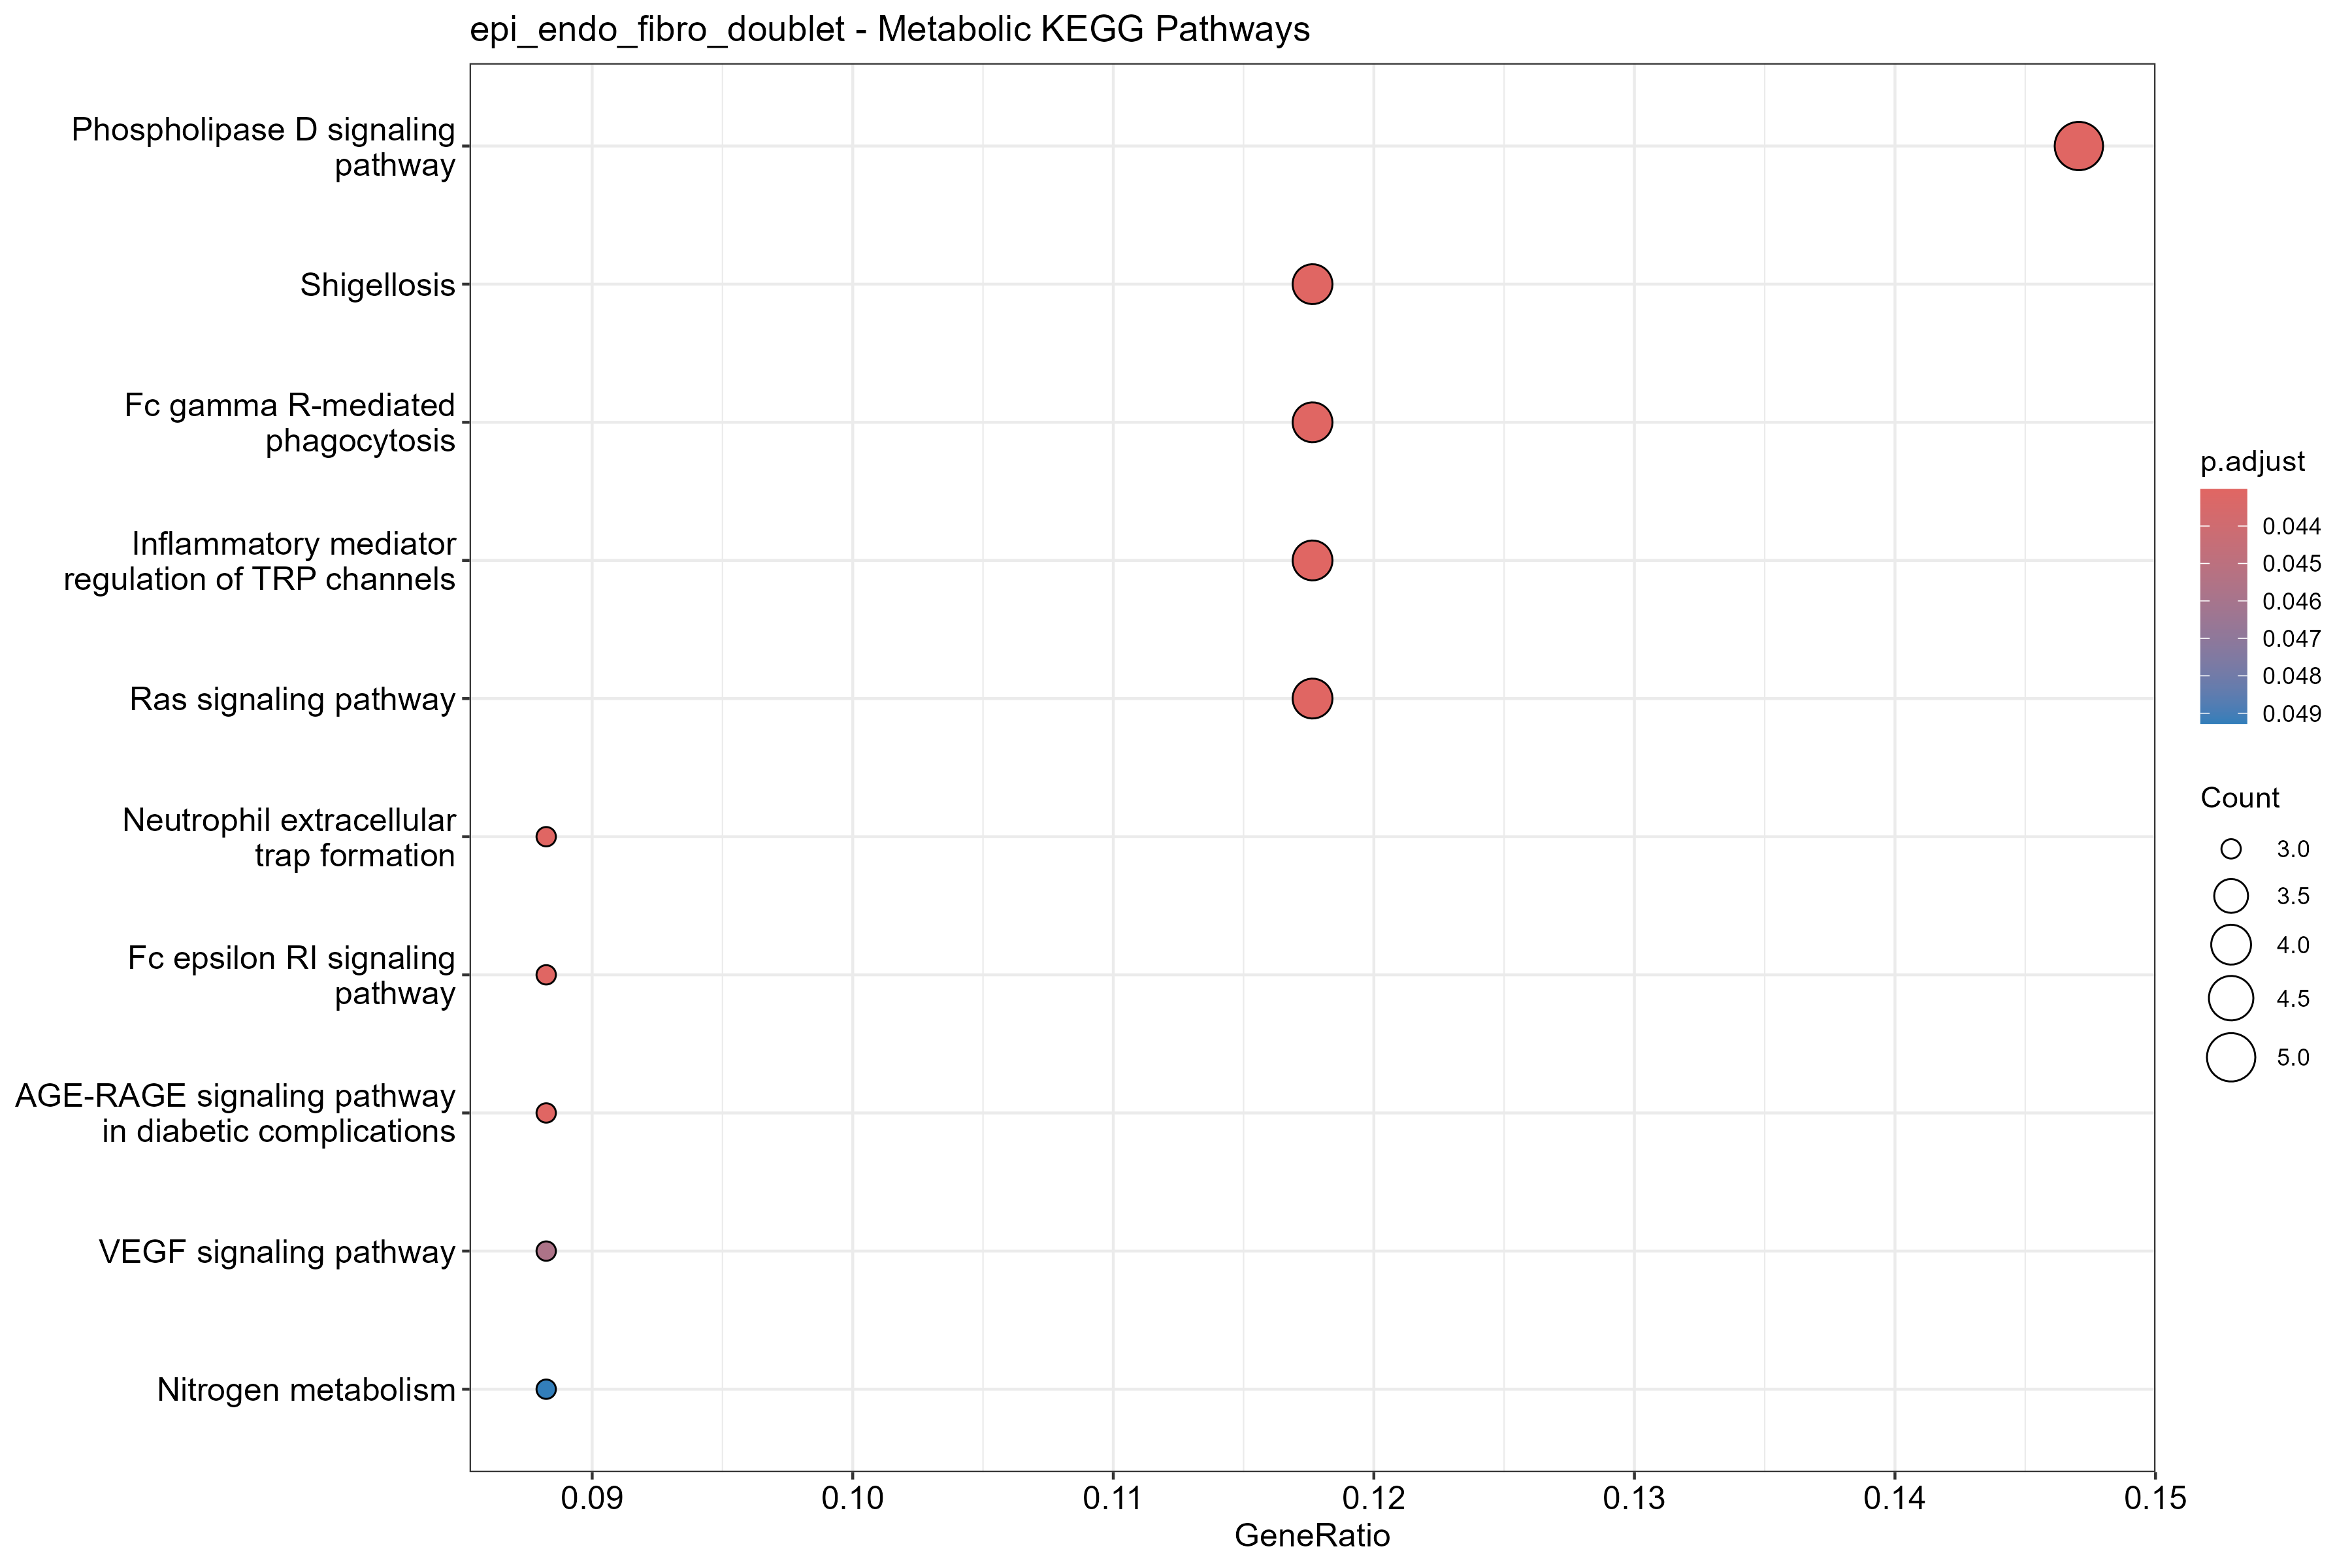 epi_endo_fibro_doublet - Metabolic KEGG Pathways
Phospholipase D signaling
pathway
Shigellosis
Fc gamma R-mediated
phagocytosis
Inflammatory mediator
regulation of TRP channels
Ras signaling pathway
Neutrophil extracellular
trap formation
Fc epsilon RI signaling
pathway
AGE-RAGE signaling pathway
in diabetic complications
VEGF signaling pathway
Nitrogen metabolism
0.09
0.10
0.11
0.12
0.13
0.14
0.15
GeneRatio
p.adjust
0.044
0.045
0.046
0.047
0.048
0.049
Count
3.0
3.5
4.0
4.5
5.0